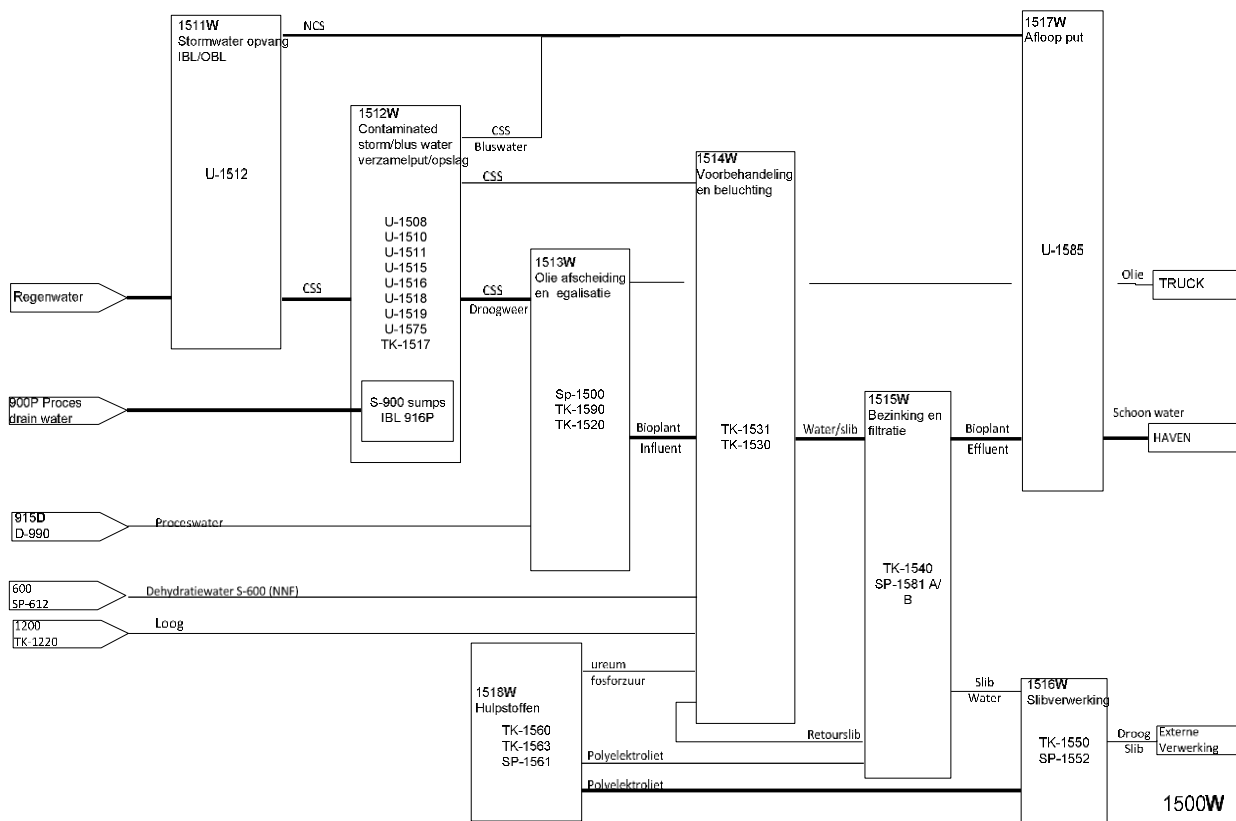 1511W
Stormwater opvang
IBL/OBL
U-1512
NCS
1517W
Afloop put
U-1585
1512W
Contaminated
storm/blus water
verzamelput/opslag
U-1508
U-1510
U-1511
U-1515
U-1516
U-1518
U-1519
U-1575
TK-1517
S-900 sumps
IBL 916P
CSS
Bluswater
CSS
1514W
Voorbehandeling
en beluchting
TK-1531
TK-1530
1513W
Olie afscheiding
en egalisatie
Sp-1500
TK-1590
TK-1520
Regenwater
CSS
CSS
Droogweer
Olie
TRUCK
900P Proces
drain water
1515W
Bezinking en
filtratie
TK-1540
SP-1581 A/
B
Bioplant
Influent
Water/slib
Bioplant
Effluent
Schoon water
HAVEN
915D
D-990
Proceswater
600
SP-612
Dehydratiewater S-600 (NNF)
1200
TK-1220
Loog
1518W
Hulpstoffen
TK-1560
TK-1563
SP-1561
ureum
fosforzuur
Retourslib
Polyelektroliet
Polyelektroliet
Slib
Water
1516W
Slibverwerking
TK-1550
SP-1552
Droog
Slib
Externe
Verwerking
1500W